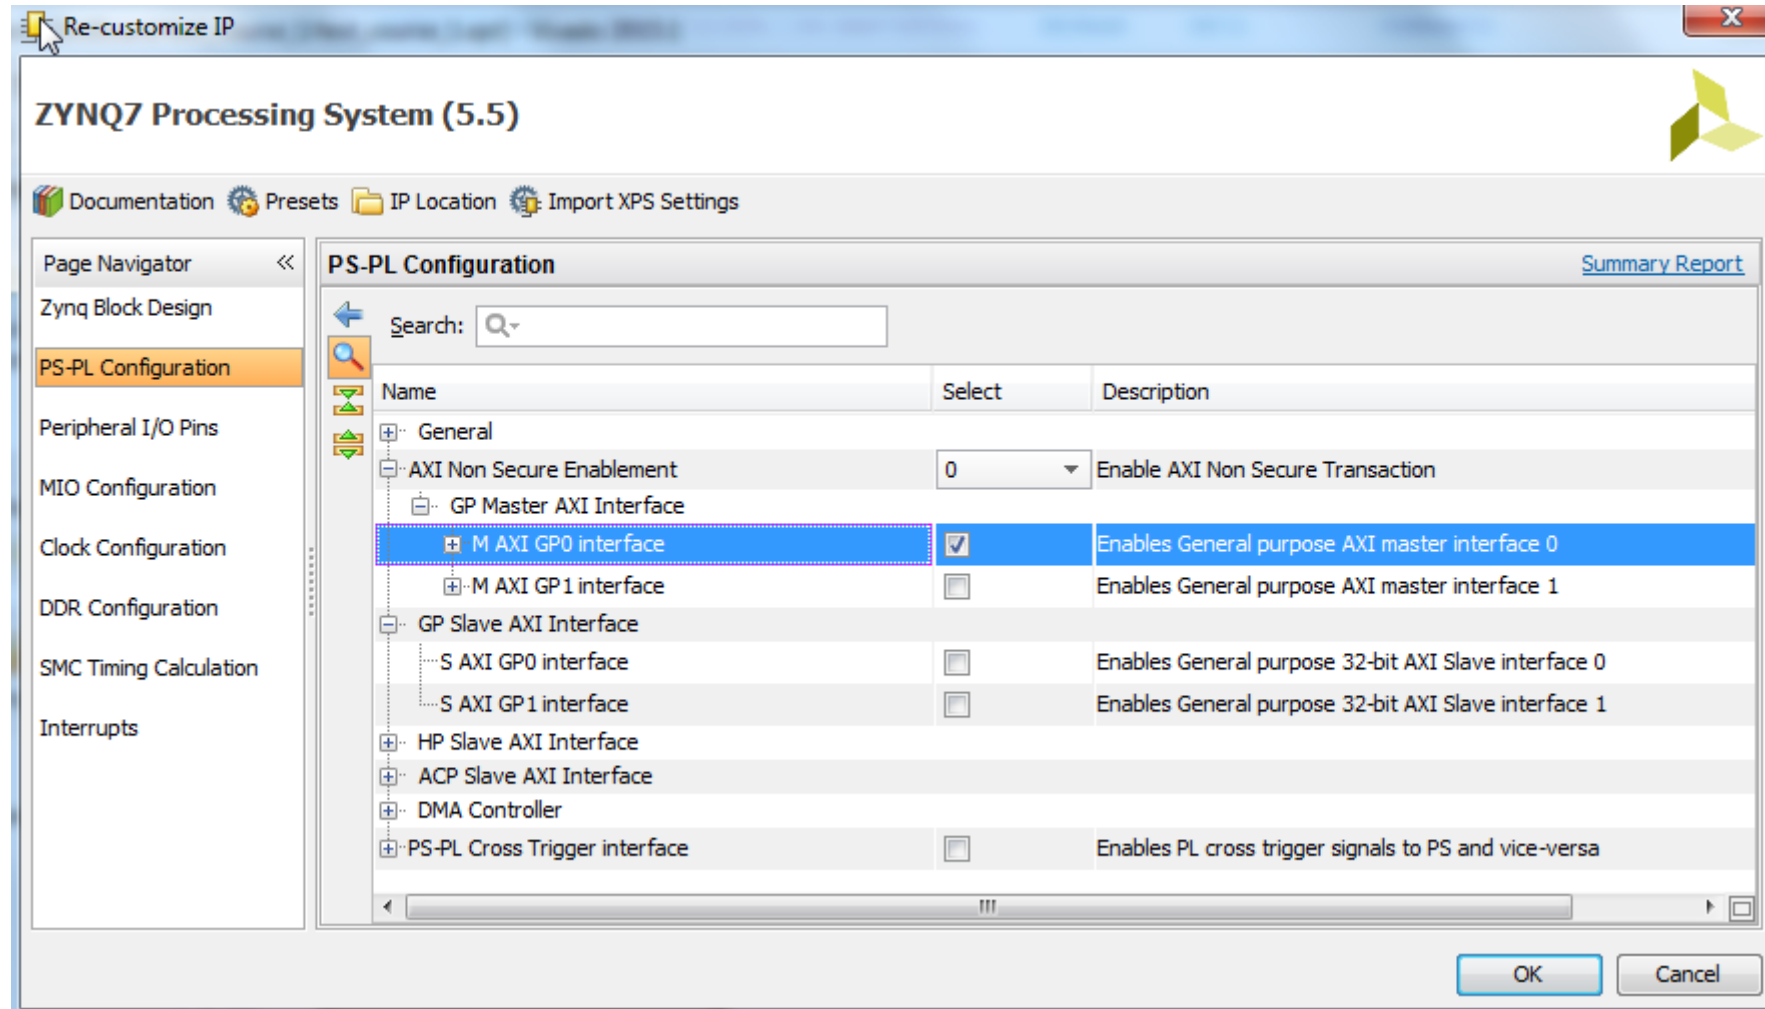 Re-customize IP
ZYNQ7 Processing System (5.5)
Documentation Presets IP Location Import XPS Settings
Page Navigator
Zynq Block Design
PS-PL Configuration
Peripheral I/O Pins
MIO Configuration
Clock Configuration
DDR Configuration
SMC Timing Calculation
Interrupts
PS-PL Configuration Summary Report
Search:
Name Select Description
General
AXI Non Secure Enablement 0 Enable AXI Non Secure Transaction
GP Master AXI Interface
M AXI GP0 interface Enables General purpose AXI master interface 0
M AXI GP1 interface Enables General purpose AXI master interface 1
GP Slave AXI Interface
S AXI GP0 interface Enables General purpose 32-bit AXI Slave interface 0
S AXI GP1 interface Enables General purpose 32-bit AXI Slave interface 1
HP Slave AXI Interface
ACP Slave AXI Interface
DMA Controller
PS-PL Cross Trigger interface Enables PL cross trigger signals to PS and vice-versa
OK Cancel